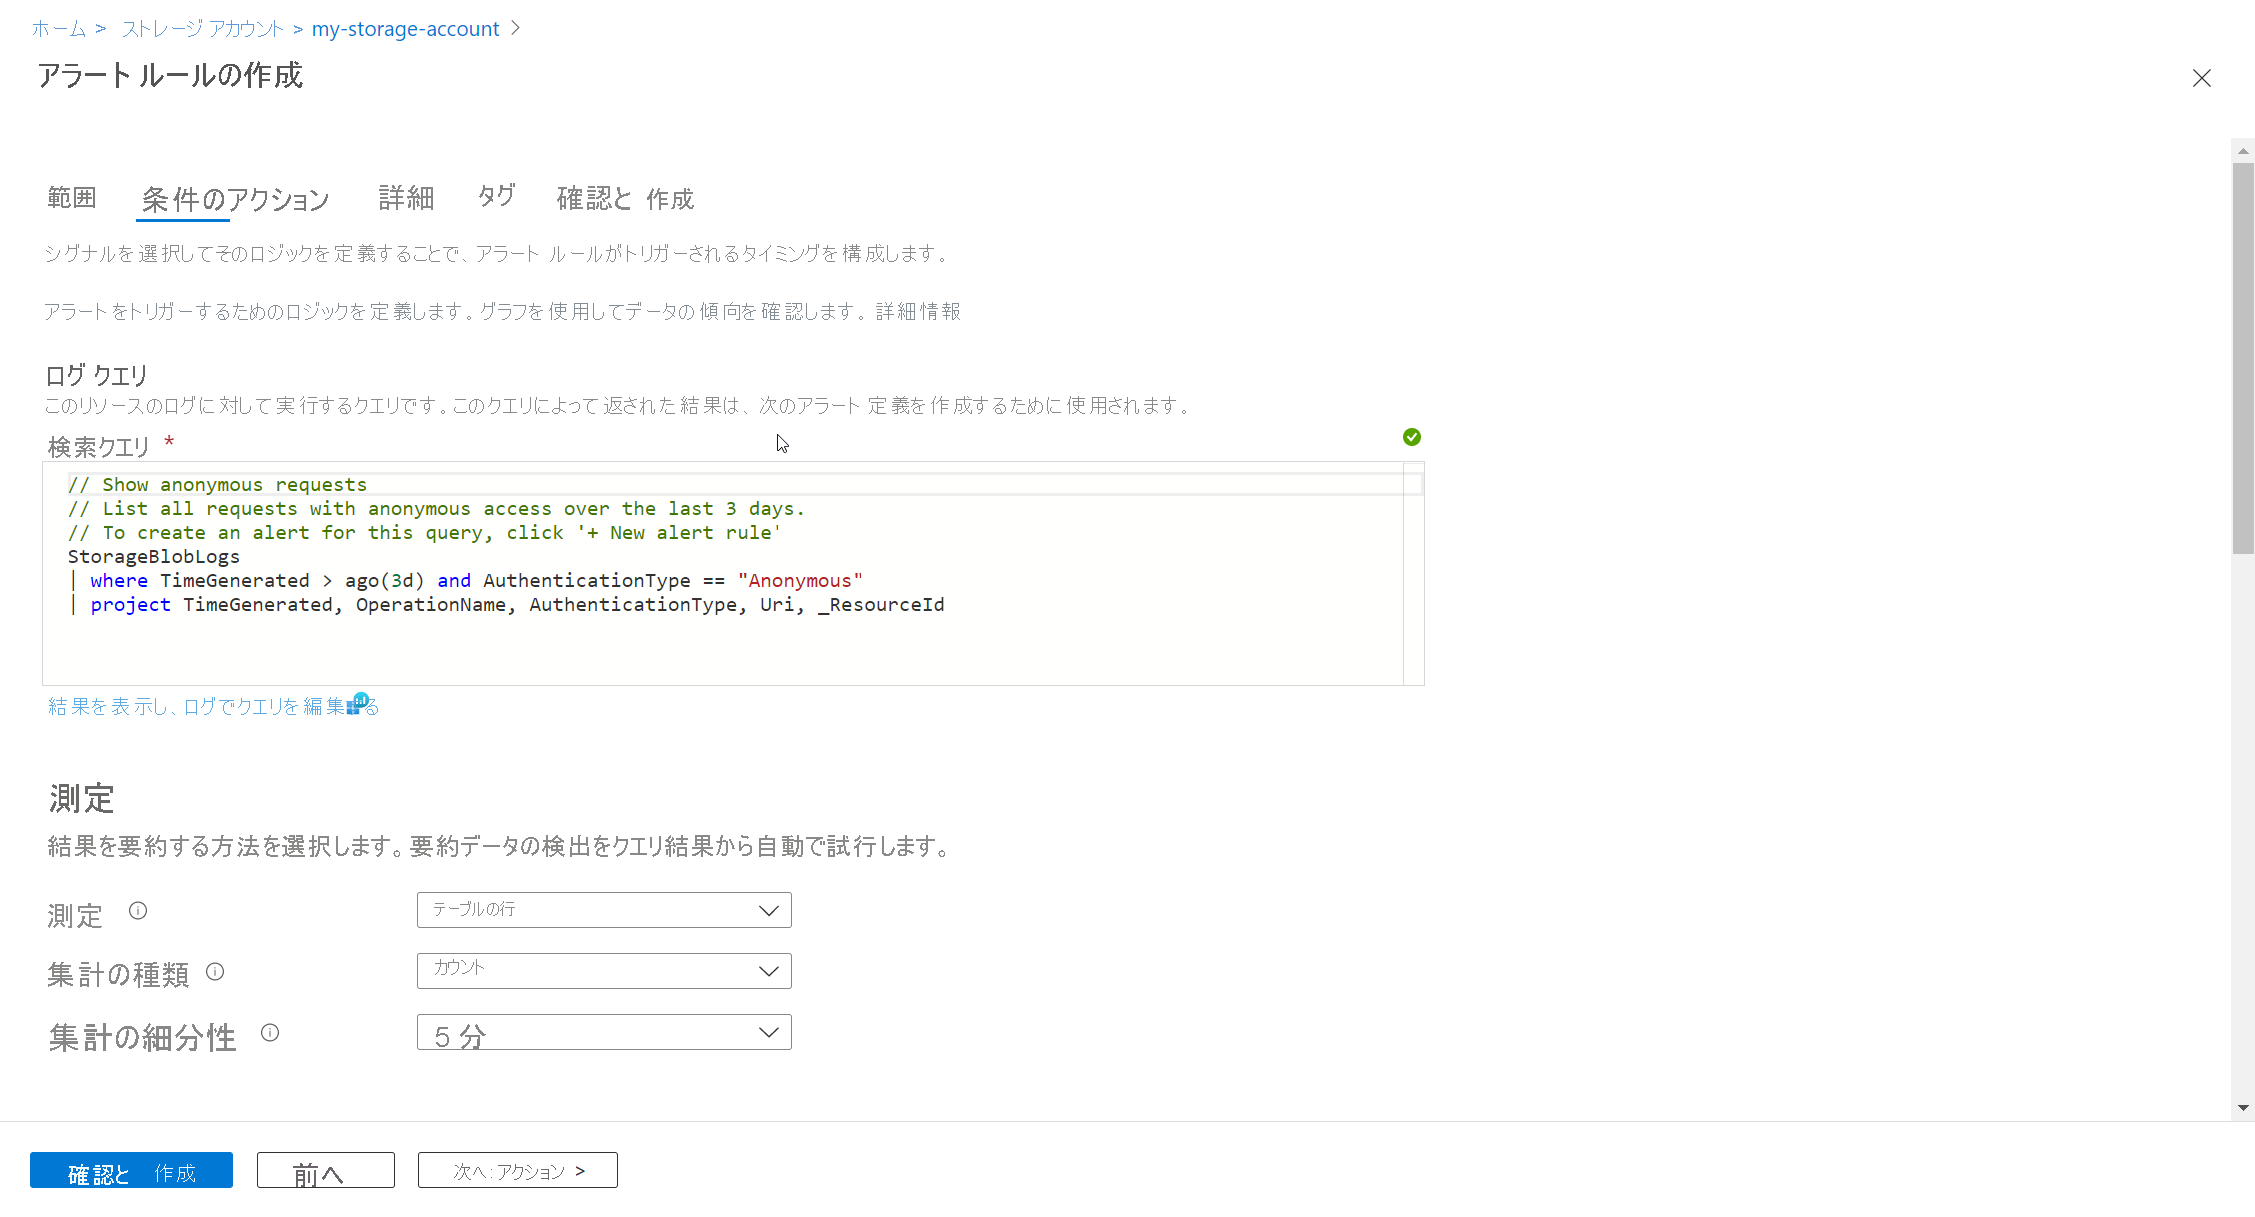 ホーム > ストレージ アカウント > my-storage-account >
アラート ルールの作成
範囲 条件のアクション 詳細 タグ 確認と 作成
シグナルを選択してそのロジックを定義することで、アラート ルールがトリガーされるタイミングを構成します。
アラートをトリガーするためのロジックを定義します。グラフを使用してデータの傾向を確認します。詳細情報
ログ クエリ
このリソースのログに対して実行するクエリです。このクエリによって返された結果は、次のアラート 定義を作成するために使用されます。
検索クエリ *
// Show anonymous requests
// List all requests with anonymous access over the last 3 days.
// To create an alert for this query, click '+ New alert rule'
StorageBlobLogs
| where TimeGenerated > ago(3d) and AuthenticationType == "Anonymous"
| project TimeGenerated, OperationName, AuthenticationType, Uri, _ResourceId
結果を表示し、ログでクエリを編集る
測定
結果を要約する方法を選択します。要約データの検出をクエリ結果から自動で試行します。
測定 テーブルの行
集計の種類 カウント
集計の細分性 5 分
確認と 作成 前へ 次へ: アクション >